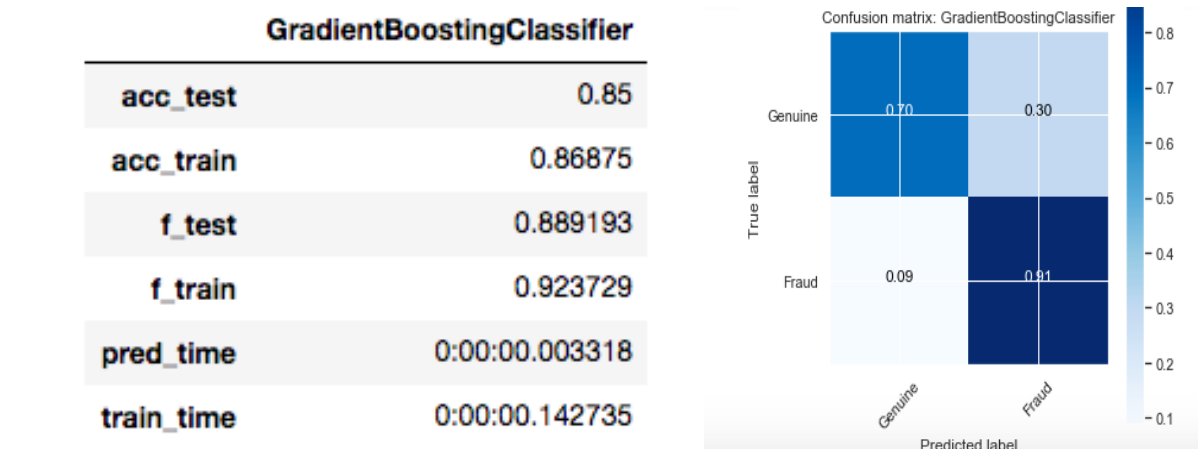 GradientBoostingClassifier
acc_test 0.85
acc_train 0.86875
f_test 0.889193
f_train 0.923729
pred_time 0:00:00.003318
train_time 0:00:00.142735
Confusion matrix: GradientBoostingClassifier
True label
Genuine 0.70 0.30
Fraud 0.09 0.91
Genuine Fraud
Predicted label
0.8
0.7
0.6
0.5
0.4
0.3
0.2
0.1